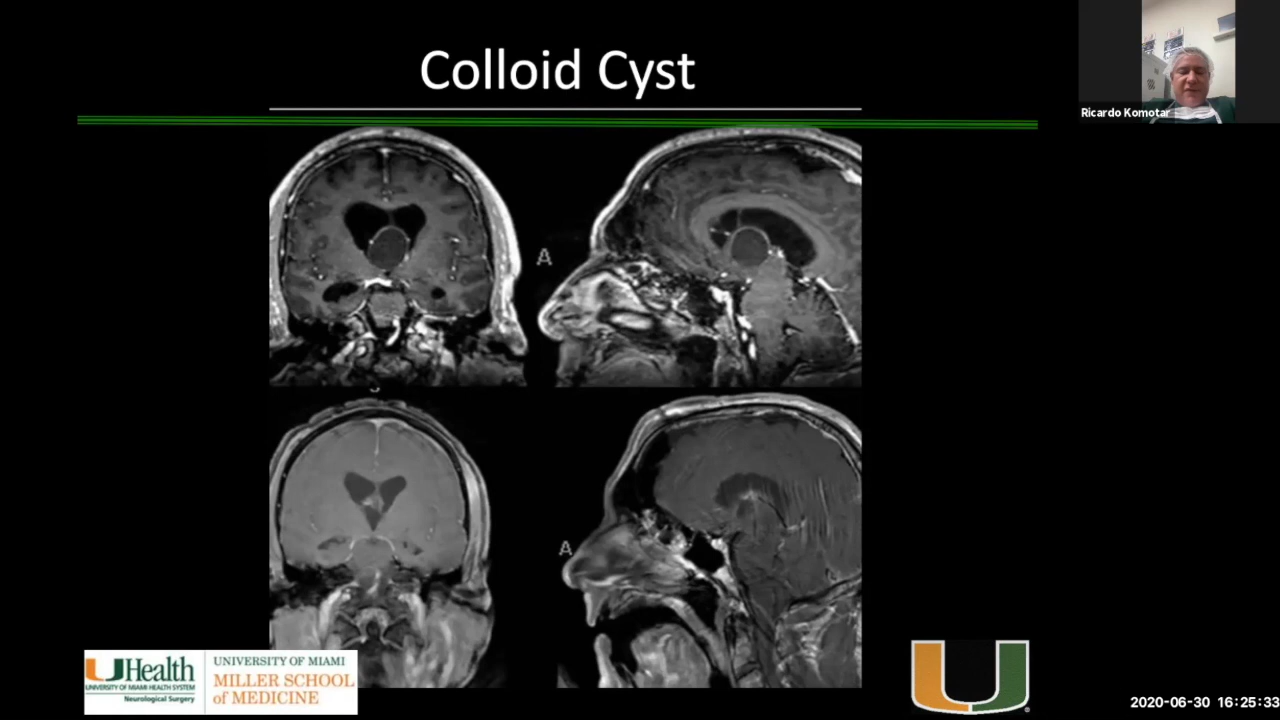 Colloid Cyst
Ricardo Komotar
A
A
UHealth
UNIVERSITY OF MIAMI HEALTH SYSTEM
Neurological Surgery
UNIVERSITY OF MIAMI
MILLER SCHOOL
of MEDICINE
U
2020-06-30 16:25:33